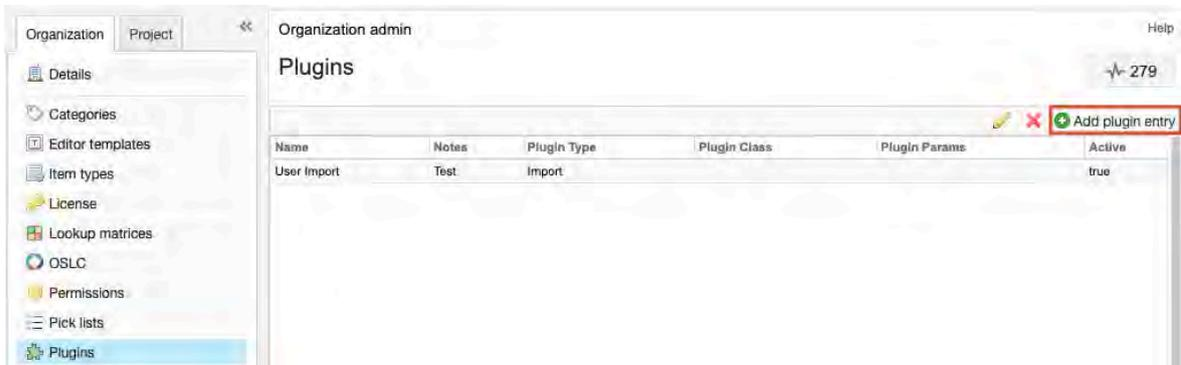 Organization Project
Details
Categories
Editor templates
Item types
License
Lookup matrices
OSLC
Permissions
Pick lists
Plugins
Organization admin Help
Plugins 279
Add plugin entry
Name Notes Plugin Type Plugin Class Plugin Params Active
User Import Test Import true